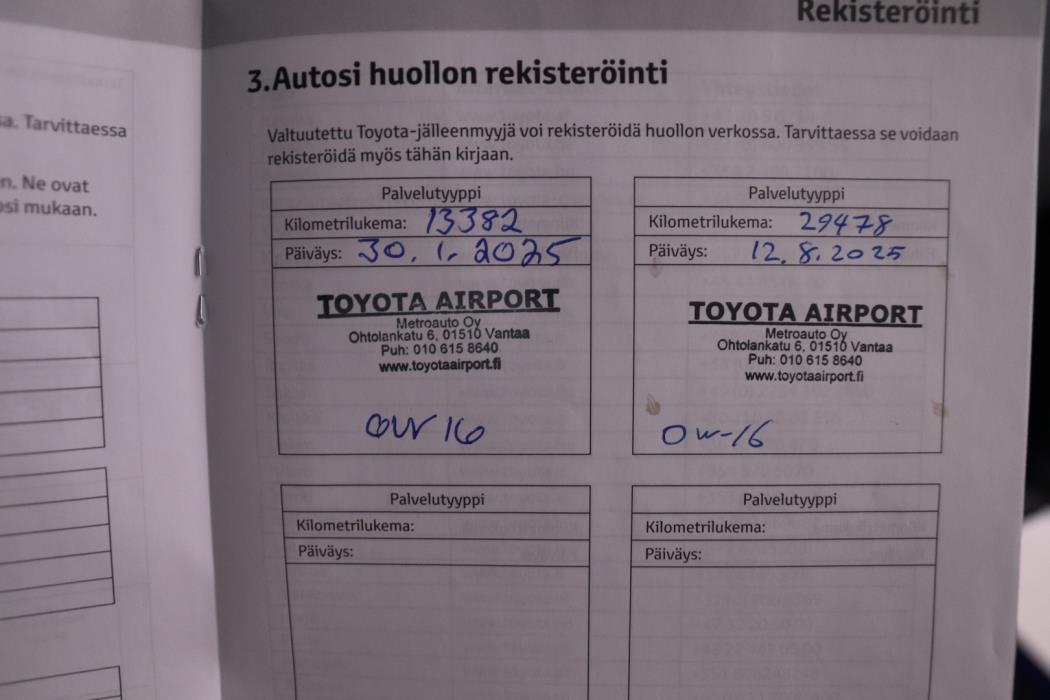 Rekisteröinti
a. Tarvittaessa
n. Ne ovat
si mukaan.
3. Autosi huollon rekisteröinti
Valtuutettu Toyota-jälleenmyyjä voi rekisteröidä huollon verkossa. Tarvittaessa se voidaan
rekisteröidä myös tähän kirjaan.
Palvelutyyppi
Kilometrilukema: 13382
Päiväys: 30. 1. 2025
TOYOTA AIRPORT
Metroauto Oy
Ohtolankatu 6, 01510 Vantaa
Puh: 010 615 8640
www.toyotaairport.fi
OW 16
Palvelutyyppi
Kilometrilukema: 29478
Päiväys: 12. 8. 2025
TOYOTA AIRPORT
Metroauto Oy
Ohtolankatu 6, 01510 Vantaa
Puh: 010 615 8640
www.toyotaairport.fi
OW-16
Palvelutyyppi
Kilometrilukema:
Päiväys:
Palvelutyyppi
Kilometrilukema:
Päiväys: